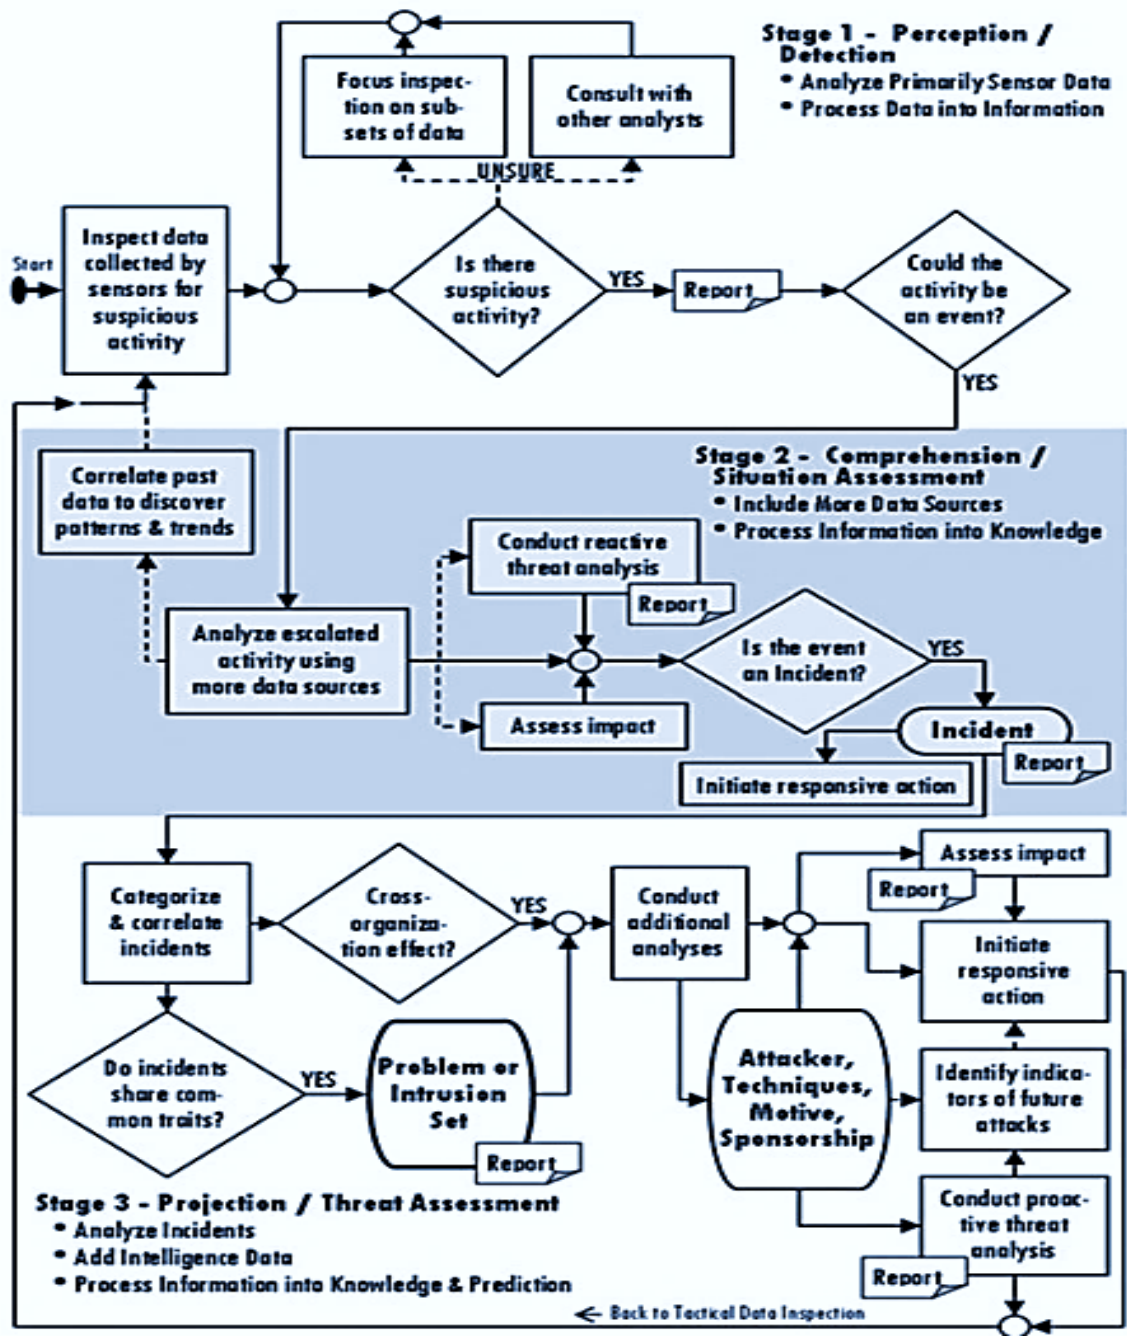 Stage 1 - Perception /
Detection
• Analyze Primarily Sensor Data
• Process Data into Information
Focus inspec-
tion on sub-
sets of data
Consult with
other analysts
UNSURE
Start
Inspect data
collected by
sensors for
suspicious
activity
Is there
suspicious
activity?
YES
Report
Could the
activity be
an event?
YES
Stage 2 - Comprehension /
Situation Assessment
• Include More Data Sources
• Process Information into Knowledge
Correlate past
data to discover
patterns & trends
Conduct reactive
threat analysis
Report
Analyze escalated
activity using
more data sources
Assess impact
Is the event
an Incident?
YES
Incident
Report
Initiate responsive action
Categorize
& correlate
incidents
Cross-
organiza-
tion effect?
YES
Conduct
additional
analyses
Assess impact
Report
Initiate
responsive
action
Do incidents
share com-
mon traits?
YES
Problem or
Intrusion
Set
Report
Attacker,
Techniques,
Motive,
Sponsorship
Identify indica-
tors of future
attacks
Conduct proac-
tive threat
analysis
Report
Stage 3 - Projection / Threat Assessment
• Analyze Incidents
• Add Intelligence Data
• Process Information into Knowledge & Prediction
Back to Tactical Data Inspection